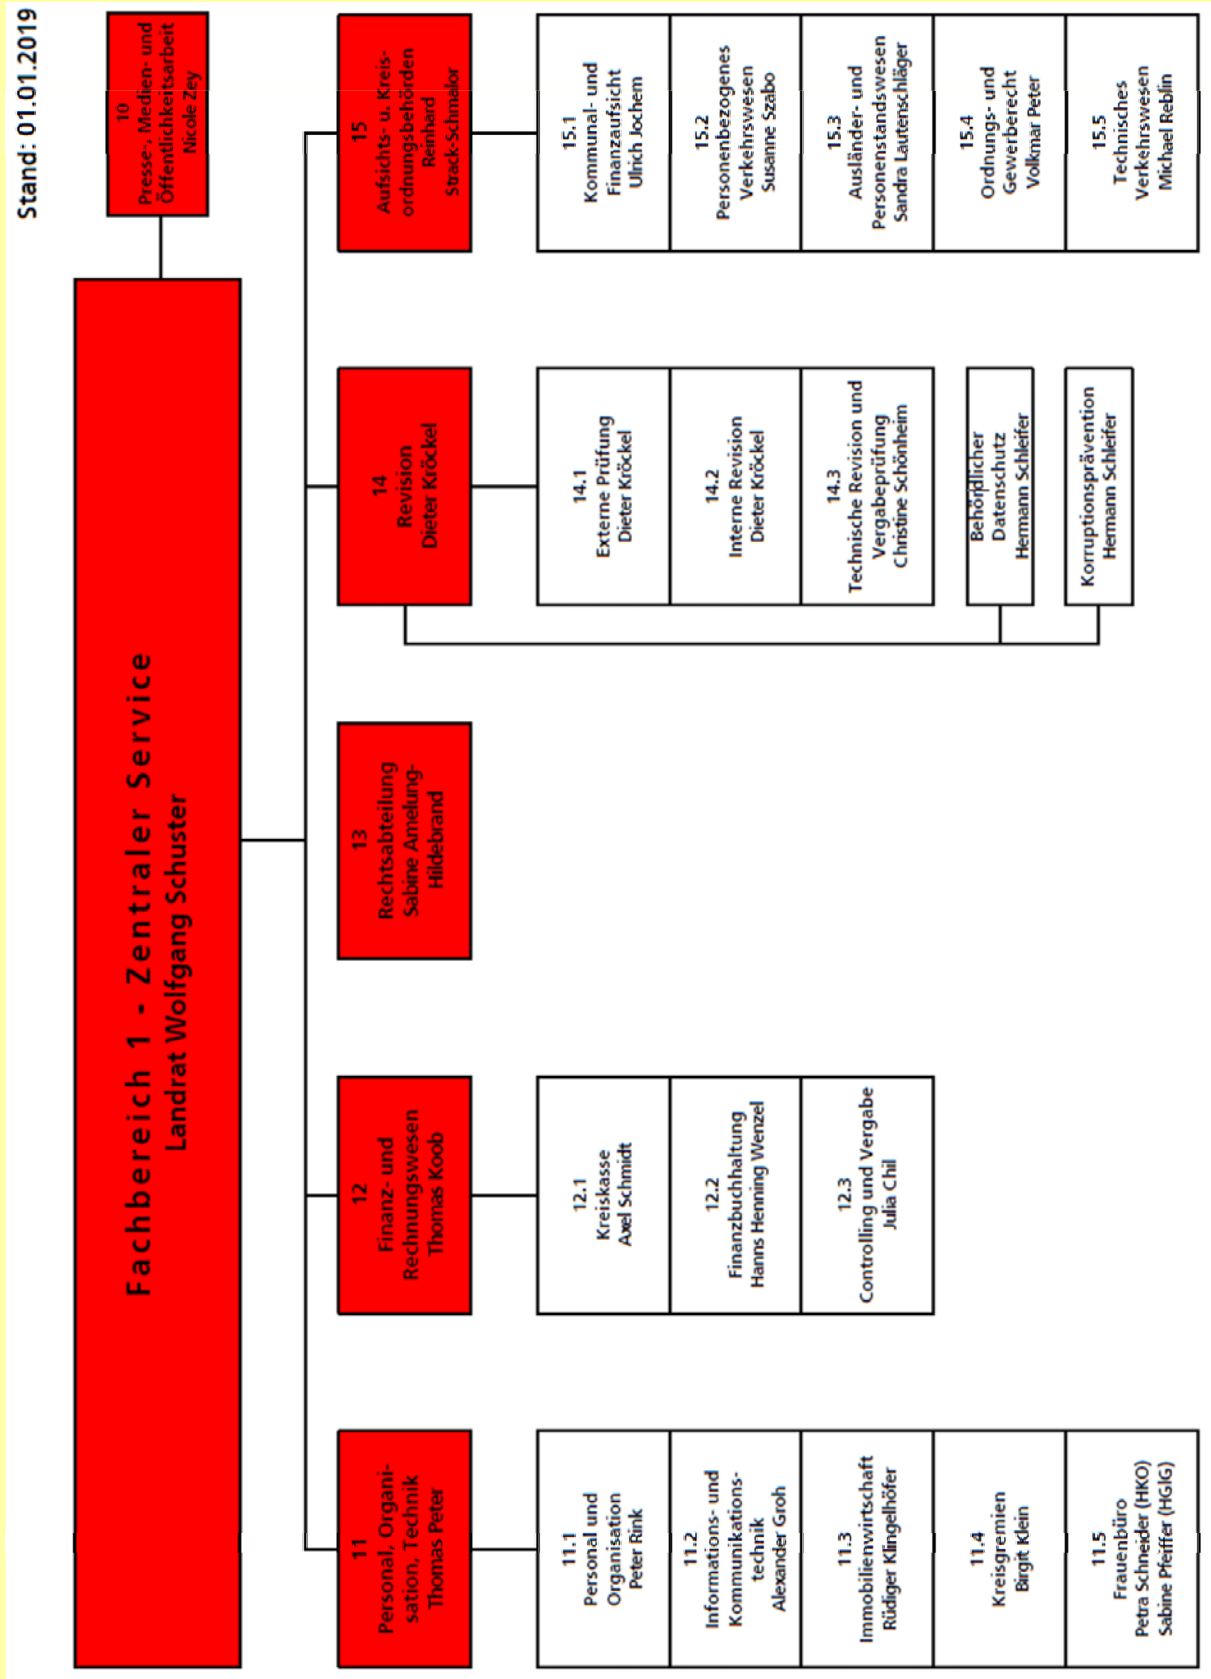 Stand: 01.01.2019
Fachbereich 1 - Zentraler Service
Landrat Wolfgang Schuster
10
Presse-, Medien- und
Öffentlichkeitsarbeit
Nicole Zey
11
Personal, Organi-
sation, Technik
Thomas Peter
11.1
Personal und
Organisation
Peter Rink
11.2
Informations- und
Kommunikations-
technik
Alexander Groh
11.3
Immobilienwirtschaft
Rüdiger Klingelhöfer
11.4
Kreisgremien
Birgit Klein
11.5
Frauenbüro
Petra Schneider (HKO)
Sabine Pfeiffer (HGlG)
12
Finanz- und
Rechnungswesen
Thomas Koob
12.1
Kreiskasse
Axel Schmidt
12.2
Finanzbuchhaltung
Hanns Henning Wenzel
12.3
Controlling und Vergabe
Julia Chil
13
Rechtsabteilung
Sabine Amelung-
Hildebrand
14
Revision
Dieter Kröckel
14.1
Externe Prüfung
Dieter Kröckel
14.2
Interne Revision
Dieter Kröckel
14.3
Technische Revision und
Vergabeprüfung
Christine Schönheim
Behördlicher
Datenschutz
Hermann Schleifer
Korruptionsprävention
Hermann Schleifer
15
Aufsichts- u. Kreis-
ordnungsbehörden
Reinhard
Strack-Schmalor
15.1
Kommunal- und
Finanzaufsicht
Ulrich Jochem
15.2
Personenbezogenes
Verkehrswesen
Susanne Szabo
15.3
Ausländer- und
Personenstandswesen
Sandra Lautenschläger
15.4
Ordnungs- und
Gewerberecht
Volkmar Peter
15.5
Technisches
Verkehrswesen
Michael Reblin